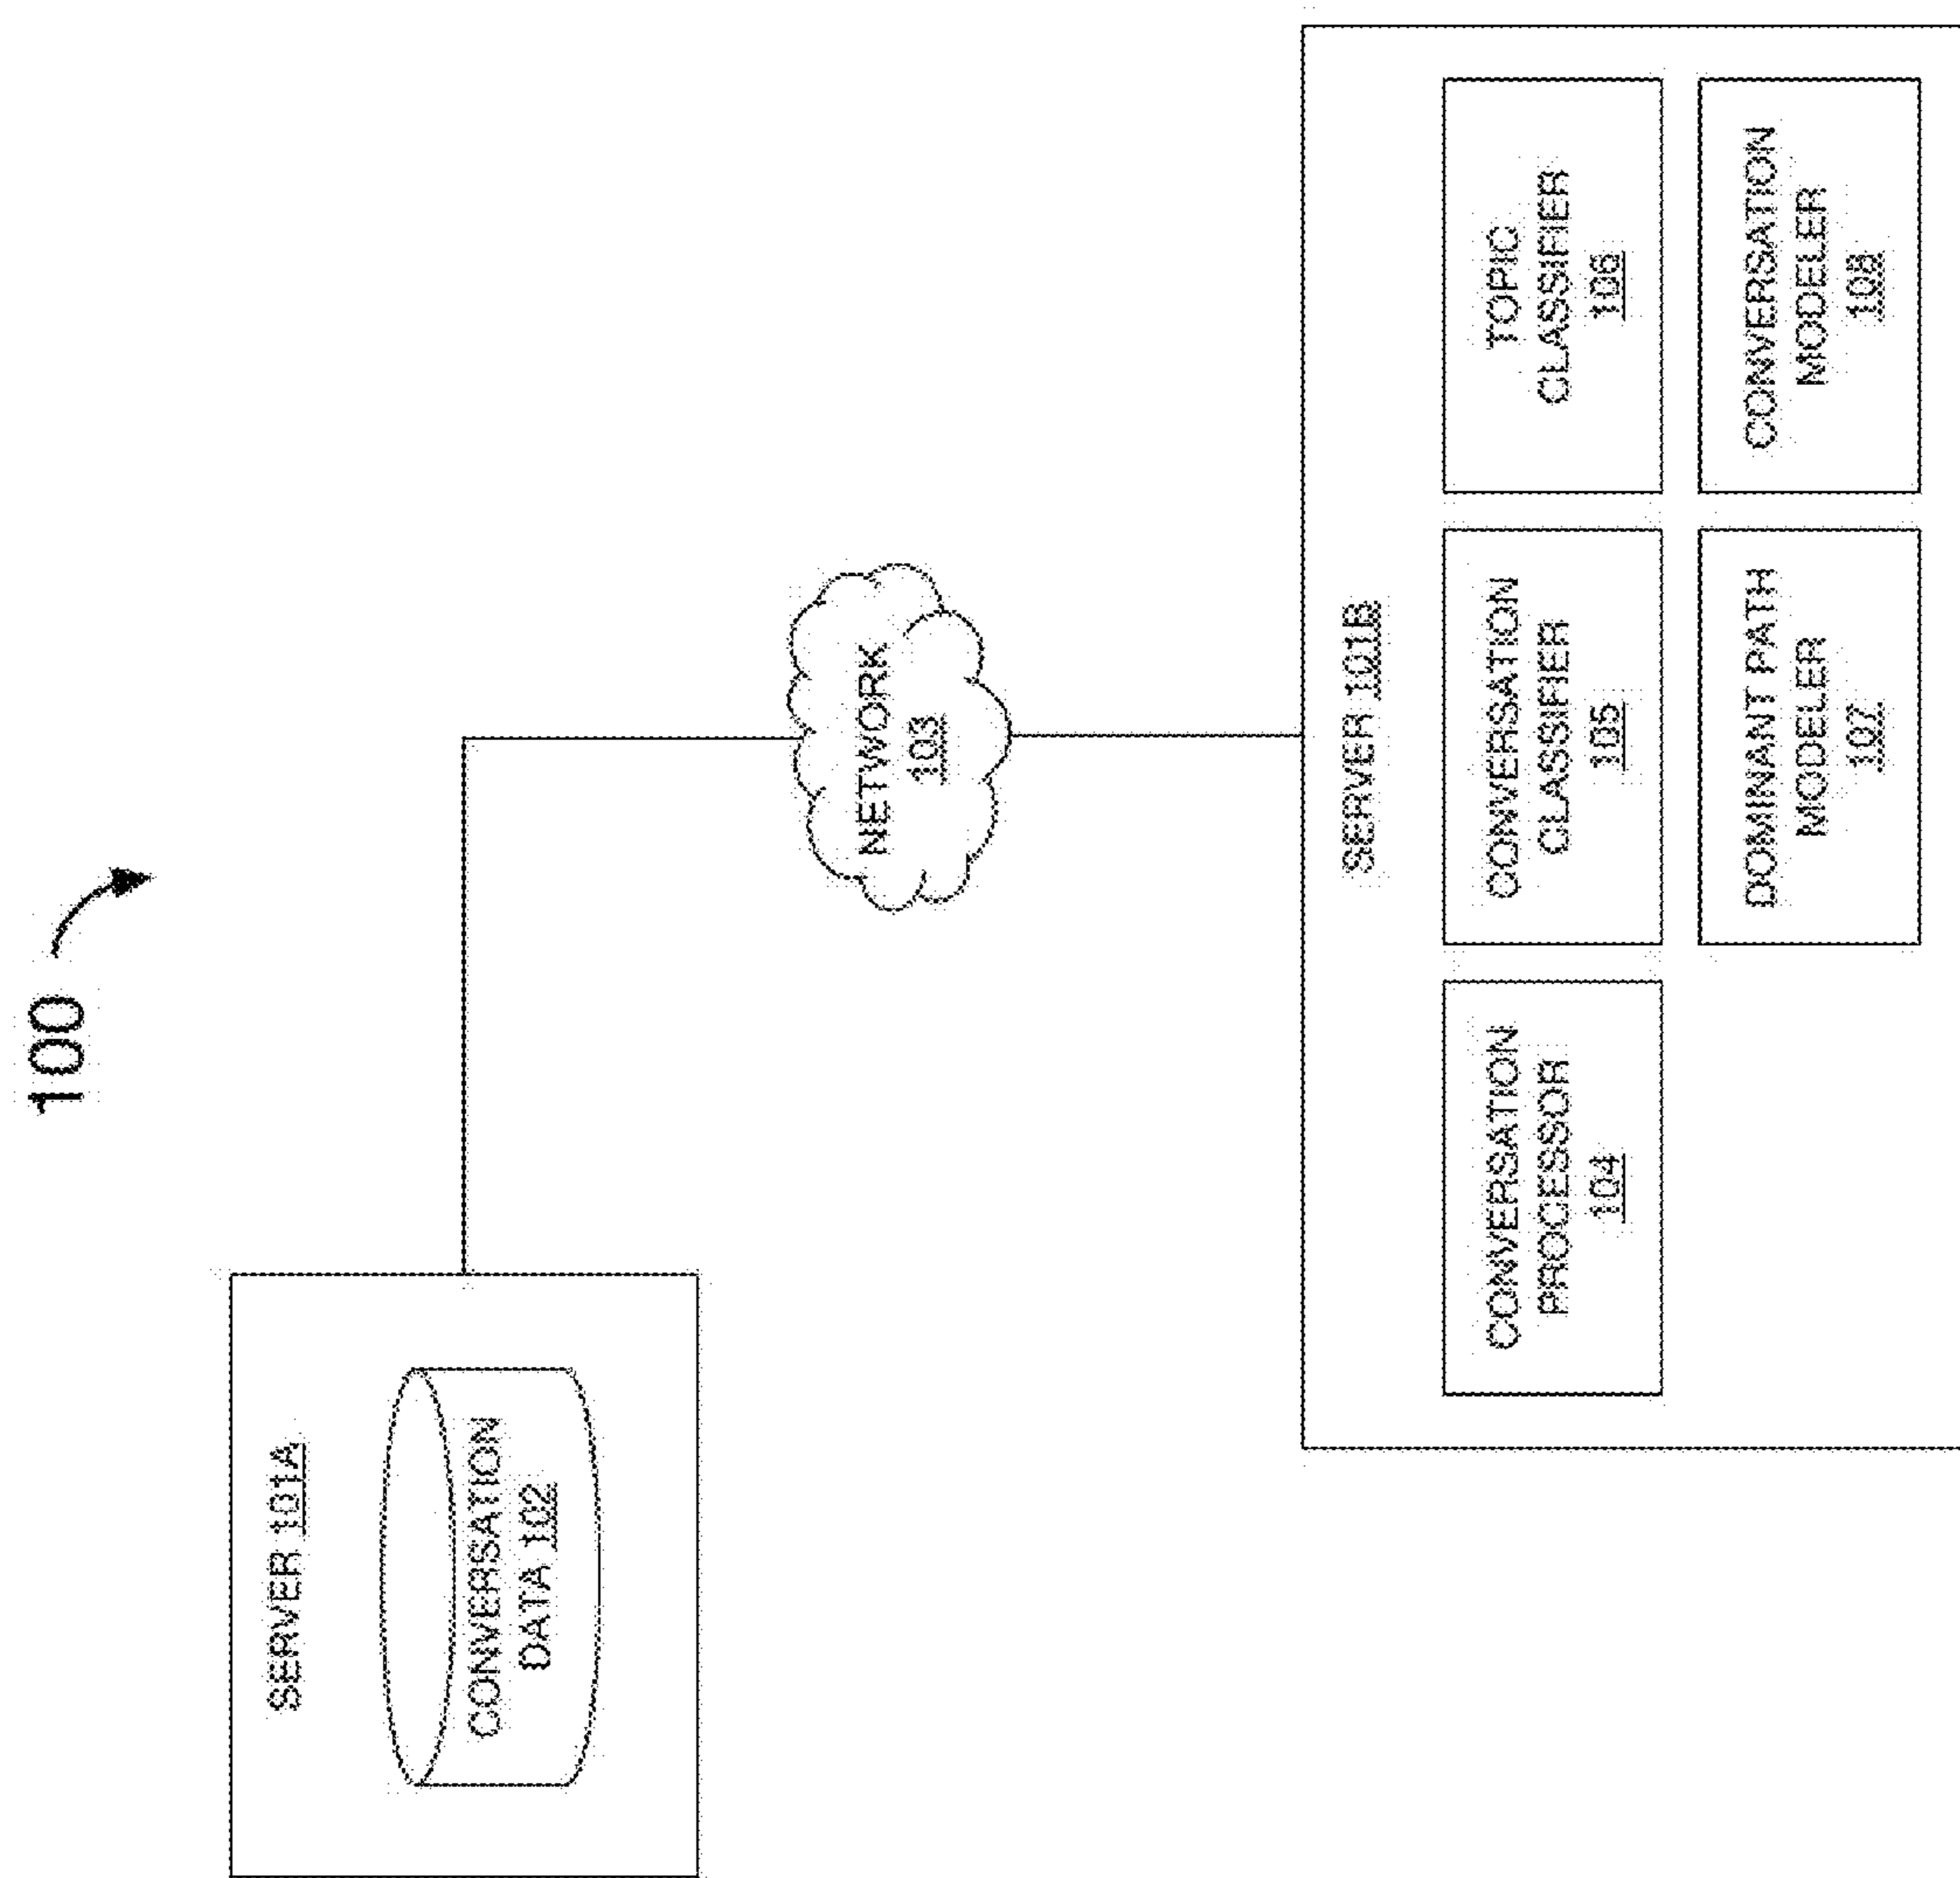 100
SERVER 101A
CONVERSATION
DATA 102
NETWORK
103
SERVER 101B
CONVERSATION
PROCESSOR
104
CONVERSATION
CLASSIFIER
105
TOPIC
CLASSIFIER
106
DOMINANT PATH
MODELER
107
CONVERSATION
MODELER
108